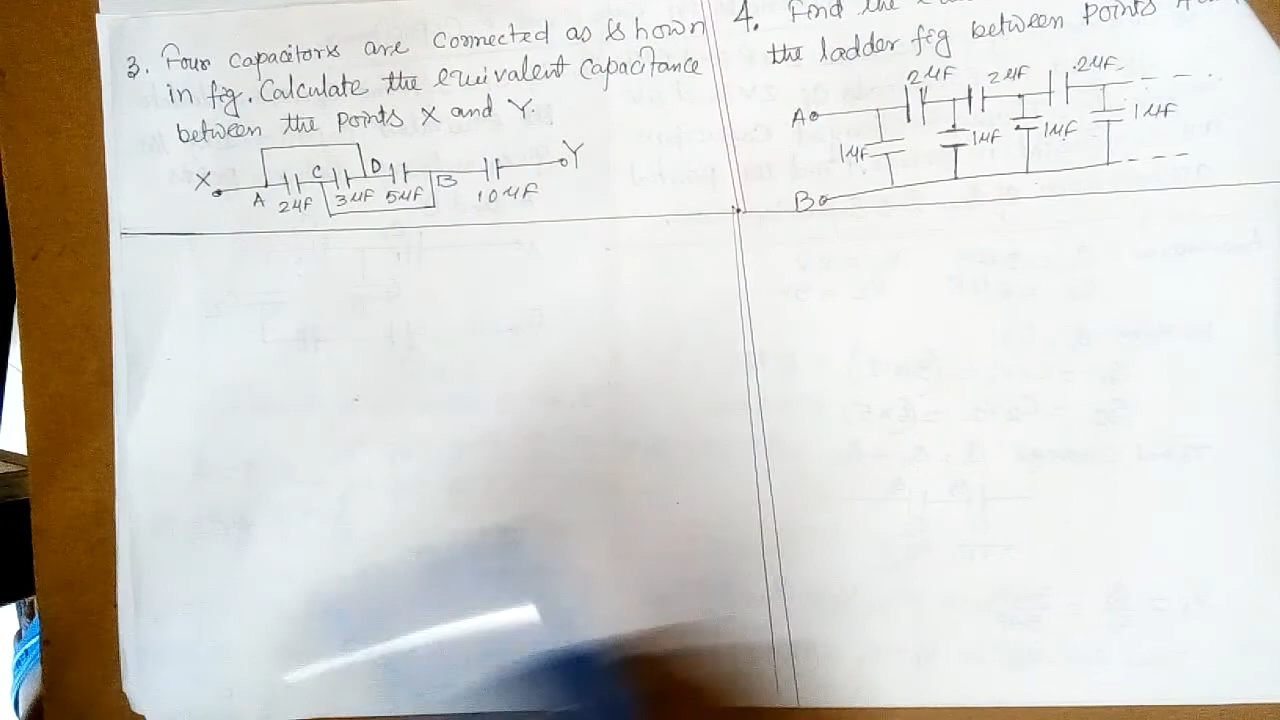 3. Four capacitors are connected as shown
in fig. Calculate the equivalent capacitance
between the points X and Y.
X
A
2μF
C
3μF
D
5μF
B
10μF
Y
4. Find the
the ladder fig between points
2μF
2μF
2μF
A
1μF
1μF
1μF
1μF
B